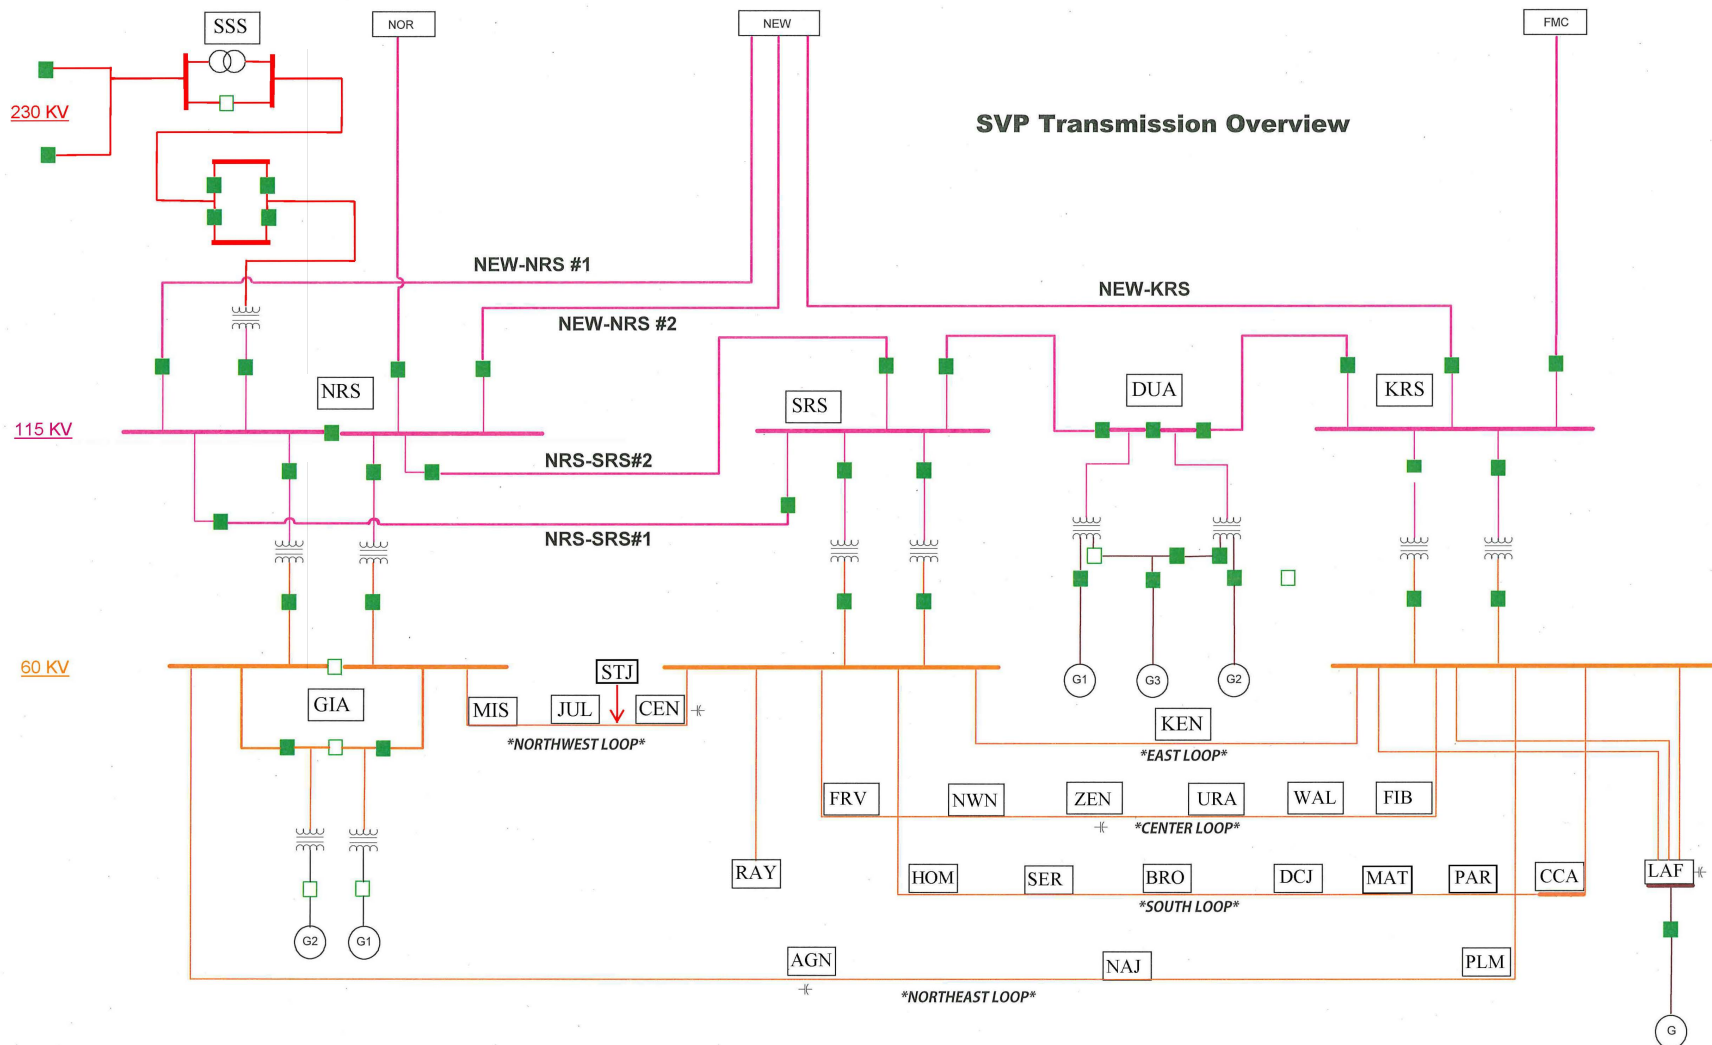 SSS
NOR
NEW
FMC
230 KV
SVP Transmission Overview
NEW-NRS #1
NEW-KRS
NEW-NRS #2
NRS
SRS
DUA
KRS
115 KV
NRS-SRS#2
NRS-SRS#1
60 KV
STJ
G1
G3
G2
GIA
MIS
JUL
CEN
KEN
*NORTHWEST LOOP*
*EAST LOOP*
FRV
NWN
ZEN
URA
WAL
FIB
*CENTER LOOP*
RAY
HOM
SER
BRO
DCJ
MAT
PAR
CCA
LAF
*SOUTH LOOP*
G2
G1
AGN
NAJ
PLM
*NORTHEAST LOOP*
G